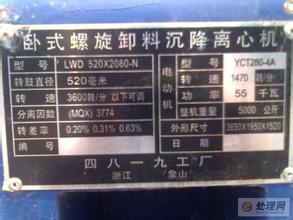 卧式螺旋卸料沉降离心机
型号 LWD 520X2080-N 电动机 YCT280-4A
转鼓直径 520毫米 转速 1470 转/分
转速 3600转/分 以下可调 功率 55 千瓦
分离因数 (MQX) 3774 整机重量 5000 公斤
转差率 0.20% 0.31% 0.63% 外形尺寸 3650X1950X1520
编号
四八一九工厂
浙江 象山
处理网